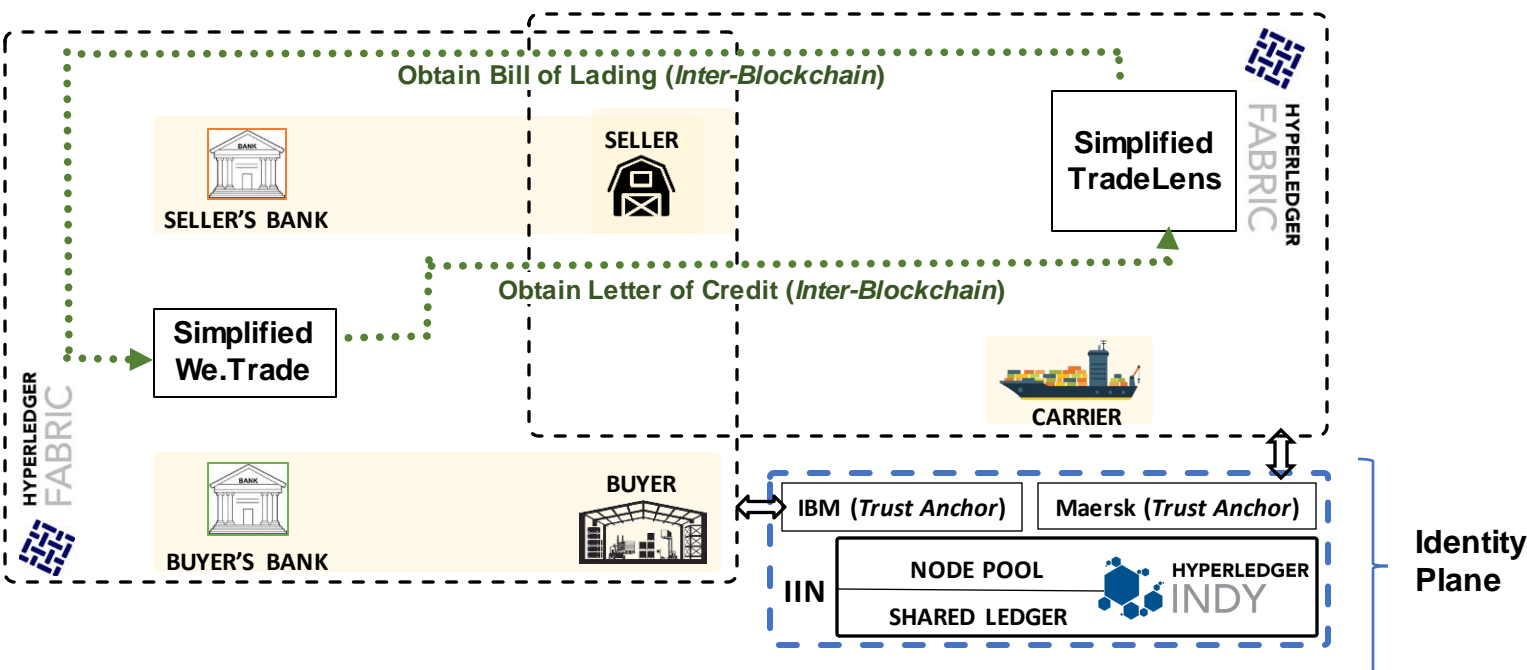 Obtain Bill of Lading (Inter-Blockchain)
HYPERLEDGER
FABRIC
BANK
SELLER'S BANK
SELLER
Simplified
TradeLens
Obtain Letter of Credit (Inter-Blockchain)
Simplified
We.Trade
HYPERLEDGER
FABRIC
CARRIER
BANK
BUYER'S BANK
BUYER
IBM (Trust Anchor)
Maersk (Trust Anchor)
IIN
NODE POOL
SHARED LEDGER
HYPERLEDGER
INDY
Identity
Plane